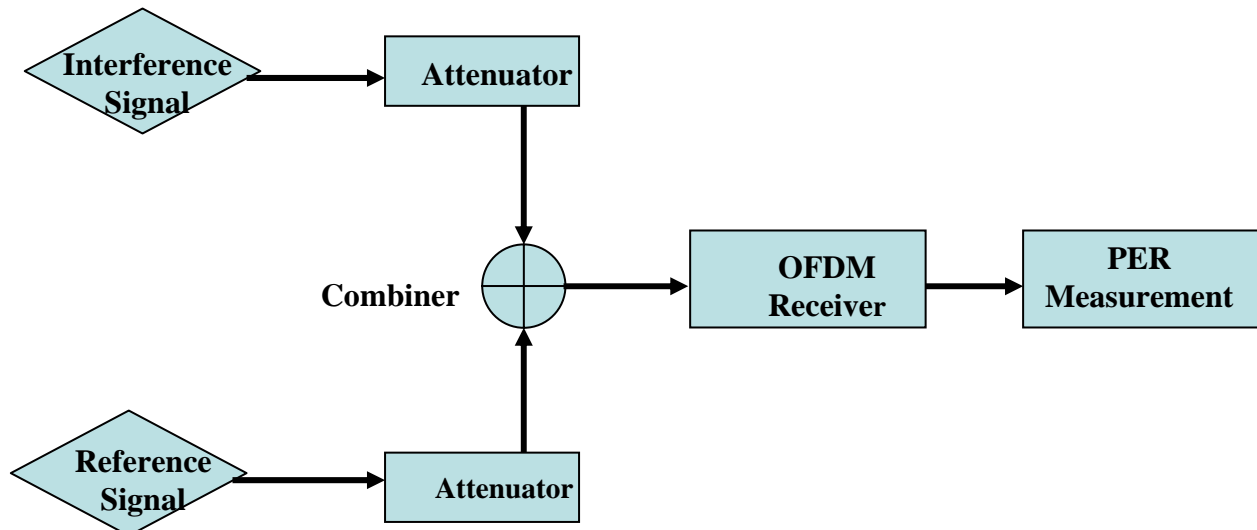 Interference
Signal
Attenuator
Combiner
OFDM
Receiver
PER
Measurement
Reference
Signal
Attenuator